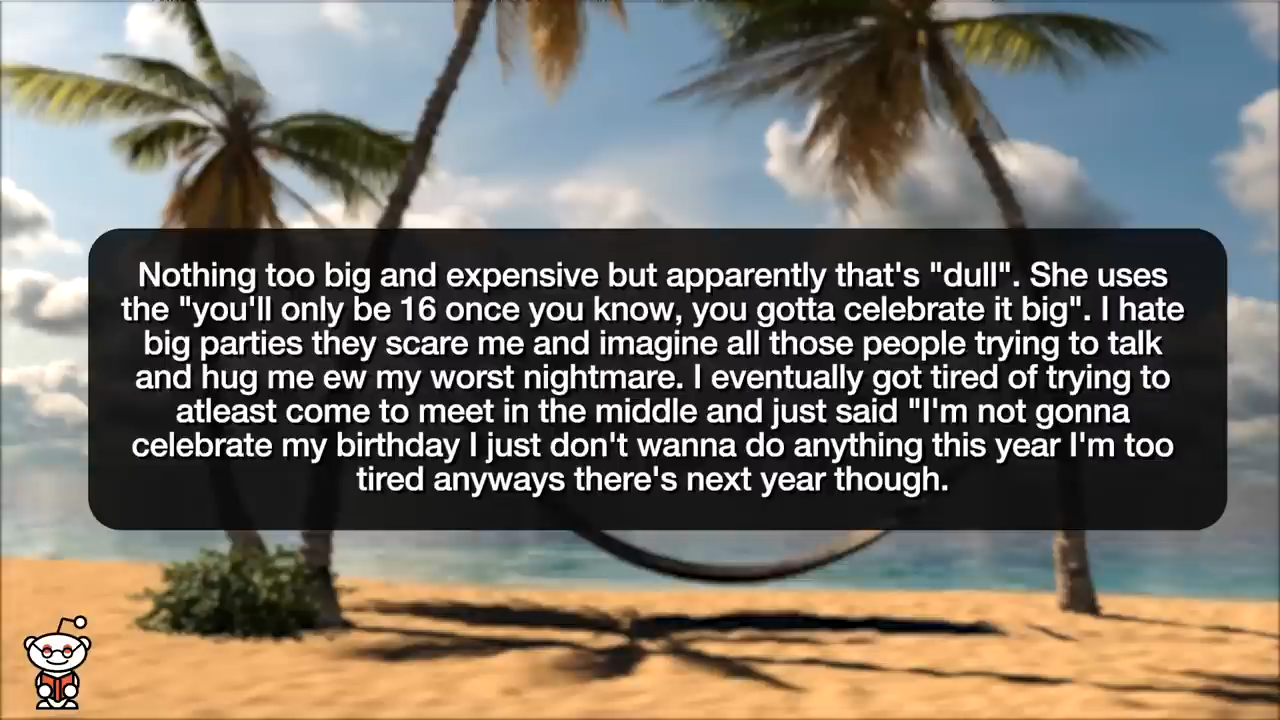 Nothing too big and expensive but apparently that's "dull". She uses
the "you'll only be 16 once you know, you gotta celebrate it big". I hate
big parties they scare me and imagine all those people trying to talk
and hug me ew my worst nightmare. I eventually got tired of trying to
atleast come to meet in the middle and just said "I'm not gonna
celebrate my birthday I just don't wanna do anything this year I'm too
tired anyways there's next year though.